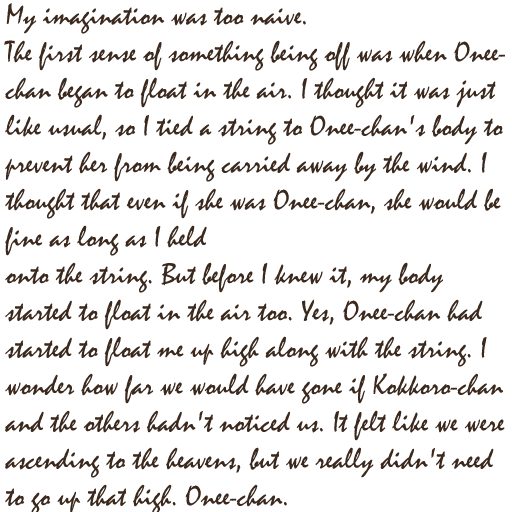 My imagination was too naive.
The first sense of something being off was when Onee-
chan began to float in the air. I thought it was just
like usual, so I tied a string to Onee-chan's body to
prevent her from being carried away by the wind. I
thought that even if she was Onee-chan, she would be
fine as long as I held
onto the string. But before I knew it, my body
started to float in the air too. Yes, Onee-chan had
started to float me up high along with the string. I
wonder how far we would have gone if Kokkoro-chan
and the others hadn't noticed us. It felt like we were
ascending to the heavens, but we really didn't need
to go up that high. Onee-chan.